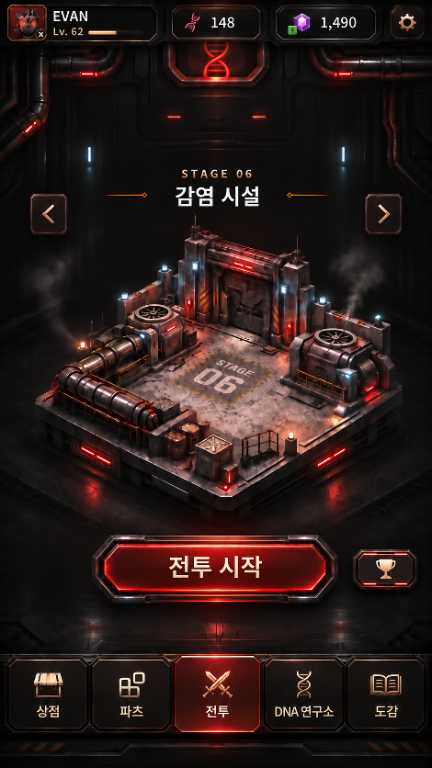 EVAN
Lv. 62
148
1,490
STAGE 06
감염 시설
STAGE
06
전투 시작
상점
파츠
전투
DNA 연구소
도감